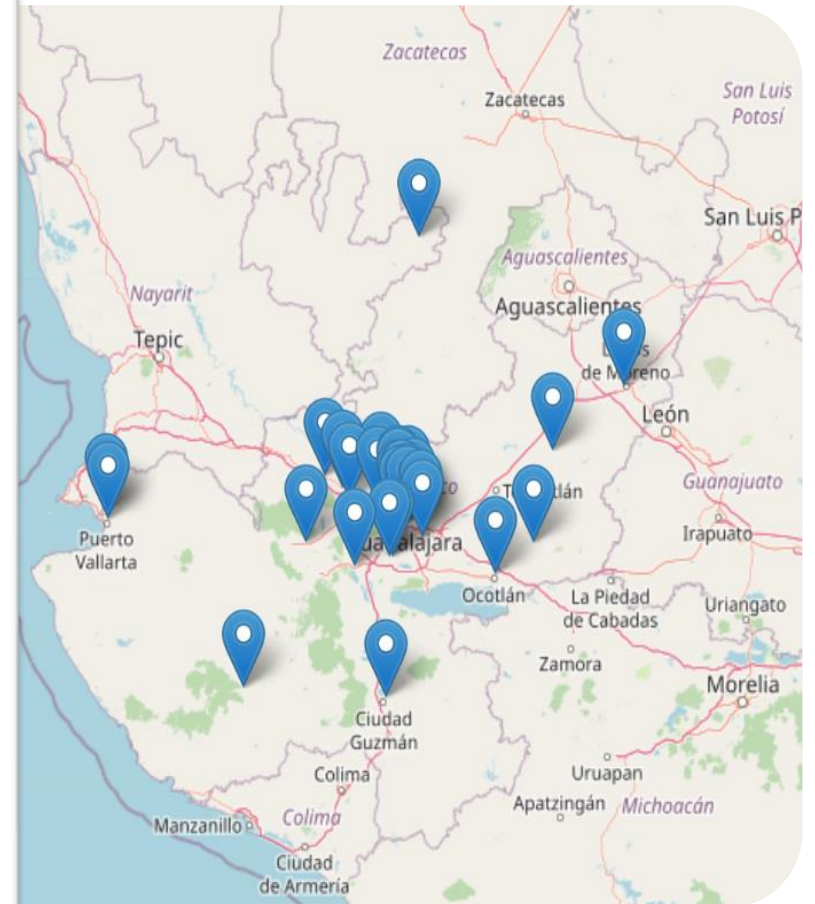 Zacatecas
Zacatecas
San Luis
Potosí
San Luis P
Aguascalientes
Aguascalientes
Nayarit
Tepic
de Moreno
León
Guanajuato
Irapuato
Puerto
Vallarta
Ocotlán
La Piedad
de Cabadas
Uriangato
Zamora
Morelia
Ciudad
Guzmán
Colima
Uruapan
Apatzingán
Michoacán
Manzanillo
Colima
Ciudad
de Armería